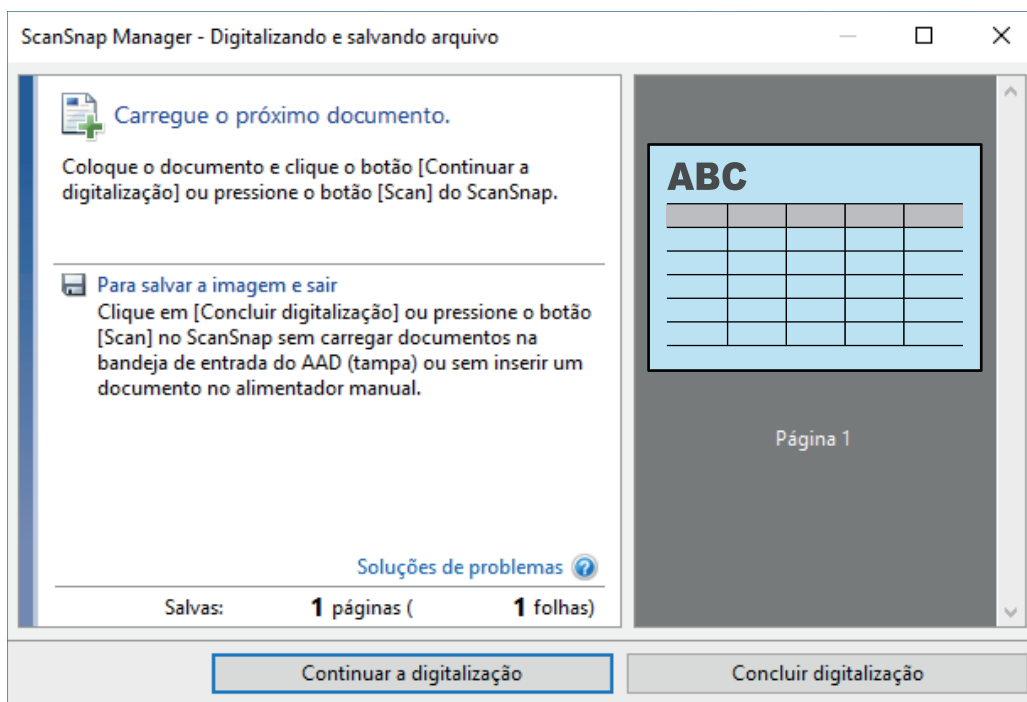 ScanSnap Manager - Digitalizando e salvando arquivo
Carregue o próximo documento.
Coloque o documento e clique o botão [Continuar a
digitalização] ou pressione o botão [Scan] do ScanSnap.
Para salvar a imagem e sair
Clique em [Concluir digitalização] ou pressione o botão
[Scan] no ScanSnap sem carregar documentos na
bandeja de entrada do AAD (tampa) ou sem inserir um
documento no alimentador manual.
Soluções de problemas
Salvas: 1 páginas ( 1 folhas)
ABC
Página 1
Continuar a digitalização
Concluir digitalização